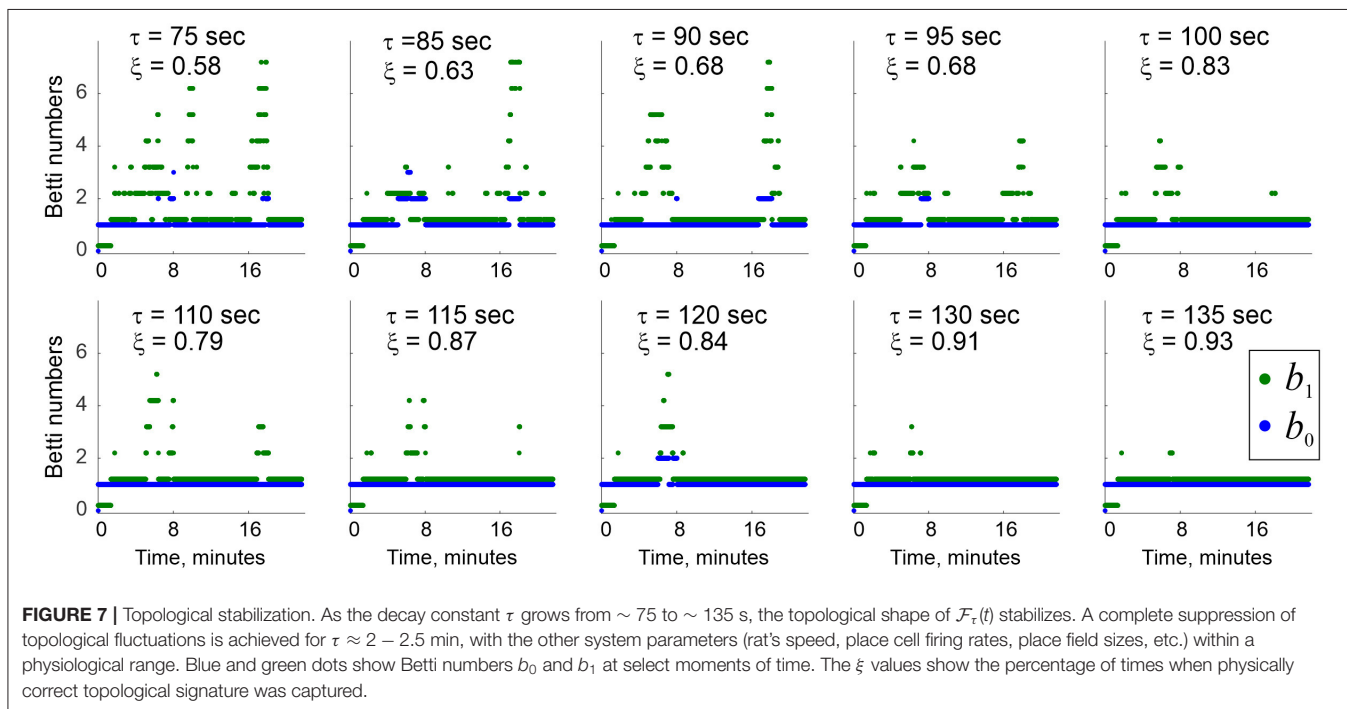 τ = 75 sec
ξ = 0.58
τ =85 sec
ξ = 0.63
τ = 90 sec
ξ = 0.68
τ = 95 sec
ξ = 0.68
τ = 100 sec
ξ = 0.83
Betti numbers
6
4
2
0
0 8 16
0 8 16
0 8 16
0 8 16
0 8 16
τ = 110 sec
ξ = 0.79
τ = 115 sec
ξ = 0.87
τ = 120 sec
ξ = 0.84
τ = 130 sec
ξ = 0.91
τ = 135 sec
ξ = 0.93
Betti numbers
6
4
2
0
b₁
b₀
0 8 16
0 8 16
0 8 16
0 8 16
0 8 16
Time, minutes
Time, minutes
Time, minutes
Time, minutes
Time, minutes
FIGURE 7 | Topological stabilization. As the decay constant τ grows from ∼ 75 to ∼ 135 s, the topological shape of ℱτ(t) stabilizes. A complete suppression of
topological fluctuations is achieved for τ ≈ 2 − 2.5 min, with the other system parameters (rat's speed, place cell firing rates, place field sizes, etc.) within a
physiological range. Blue and green dots show Betti numbers b₀ and b₁ at select moments of time. The ξ values show the percentage of times when physically
correct topological signature was captured.